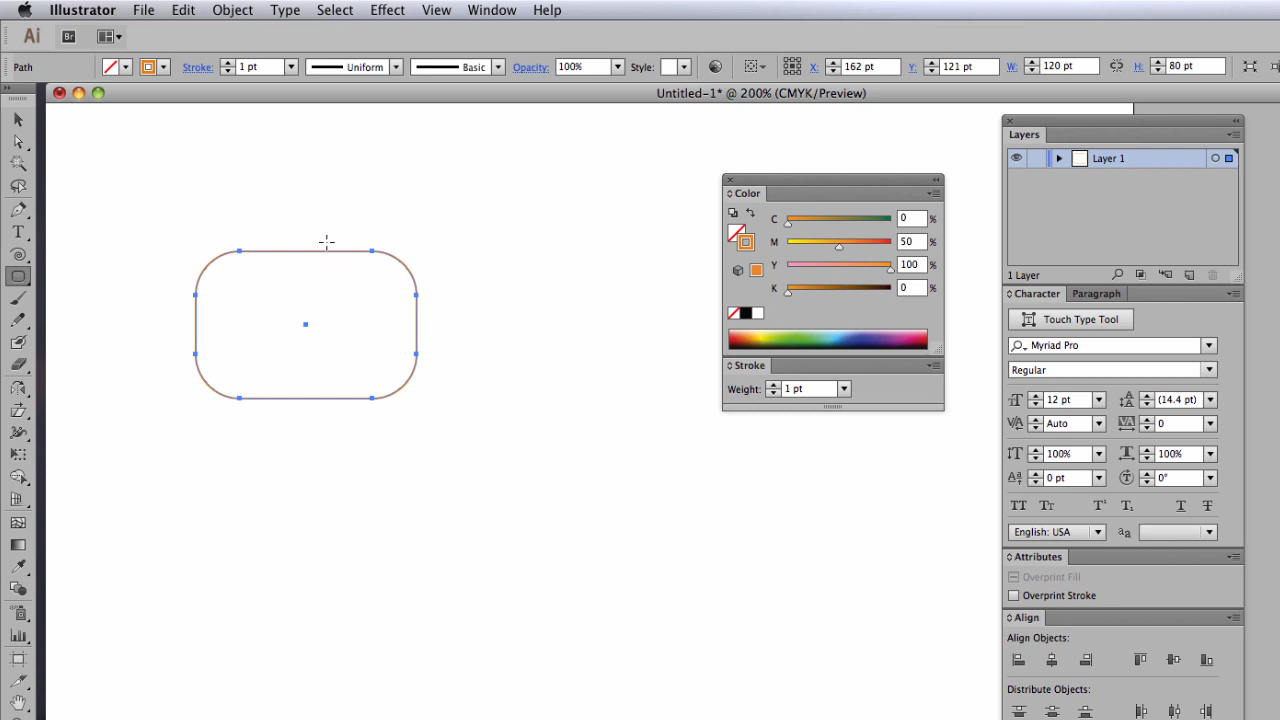 Illustrator File Edit Object Type Select Effect View Window Help
Ai Br
Path Stroke: 1 pt Uniform Basic Opacity: 100% Style: X: 162 pt Y: 121 pt W: 120 pt H: 80 pt
Untitled-1* @ 200% (CMYK/Preview)
Layers
Layer 1
1 Layer
Color
C 0 %
M 50 %
Y 100 %
K 0 %
Stroke
Weight: 1 pt
Character Paragraph
Touch Type Tool
Myriad Pro
Regular
12 pt (14.4 pt)
Auto 0
100% 100%
0 pt 0°
English: USA
Attributes
Overprint Fill
Overprint Stroke
Align
Align Objects:
Distribute Objects: